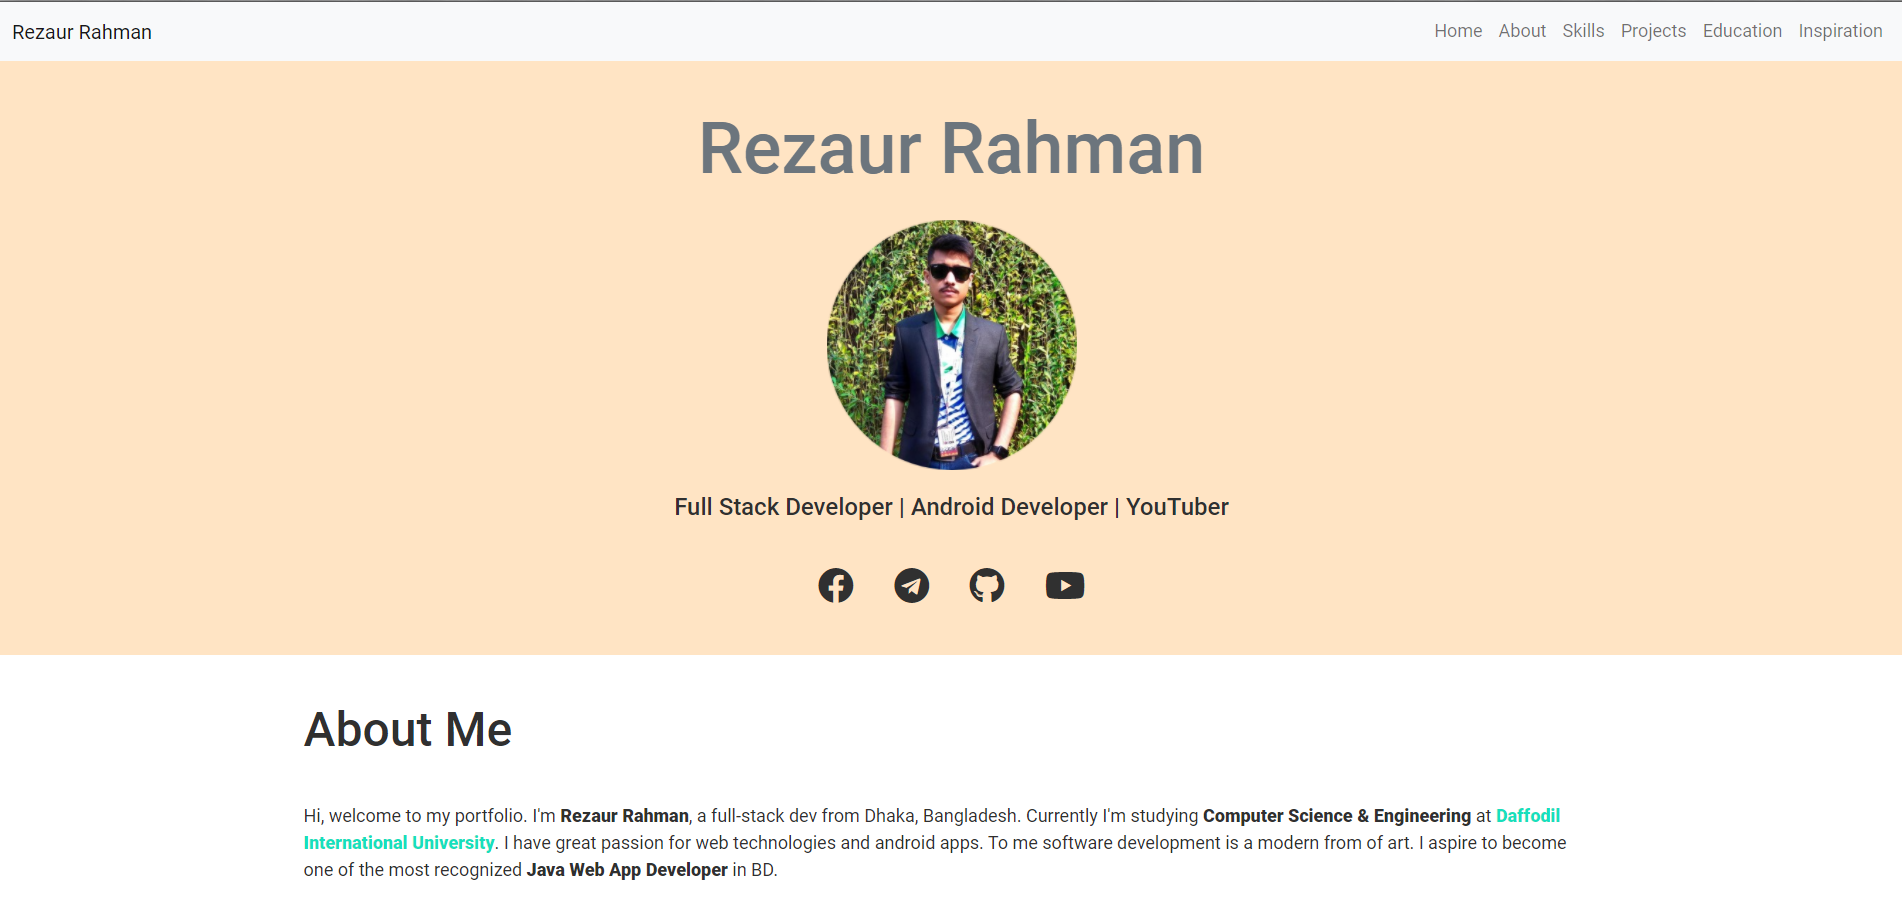 Rezaur Rahman
Home About Skills Projects Education Inspiration
Rezaur Rahman
Full Stack Developer | Android Developer | YouTuber
About Me
Hi, welcome to my portfolio. I'm Rezaur Rahman, a full-stack dev from Dhaka, Bangladesh. Currently I'm studying Computer Science & Engineering at Daffodil
International University. I have great passion for web technologies and android apps. To me software development is a modern from of art. I aspire to become
one of the most recognized Java Web App Developer in BD.